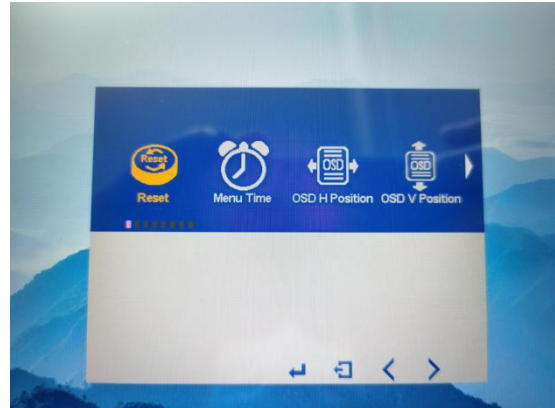 Reset
OSD
OSD
Reset
Menu Time
OSD H Position
OSD V Position